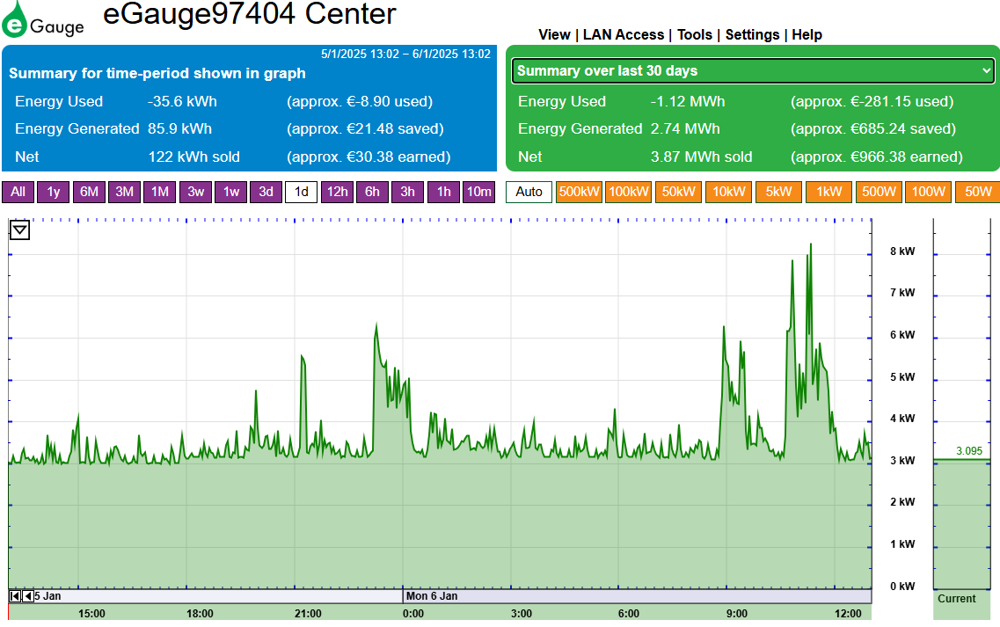 eGauge97404 Center
e Gauge
View | LAN Access | Tools | Settings | Help
5/1/2025 13:02 – 6/1/2025 13:02
Summary for time-period shown in graph
Energy Used -35.6 kWh (approx. €-8.90 used)
Energy Generated 85.9 kWh (approx. €21.48 saved)
Net 122 kWh sold (approx. €30.38 earned)
Summary over last 30 days
Energy Used -1.12 MWh (approx. €-281.15 used)
Energy Generated 2.74 MWh (approx. €685.24 saved)
Net 3.87 MWh sold (approx. €966.38 earned)
All 1y 6M 3M 1M 3w 1w 3d 1d 12h 6h 3h 1h 10m
Auto 500kW 100kW 50kW 10kW 5kW 1kW 500W 100W 50W
8 kW
7 kW
6 kW
5 kW
4 kW
3 kW
2 kW
1 kW
0 kW
3.095
Current
5 Jan Mon 6 Jan
15:00 18:00 21:00 0:00 3:00 6:00 9:00 12:00